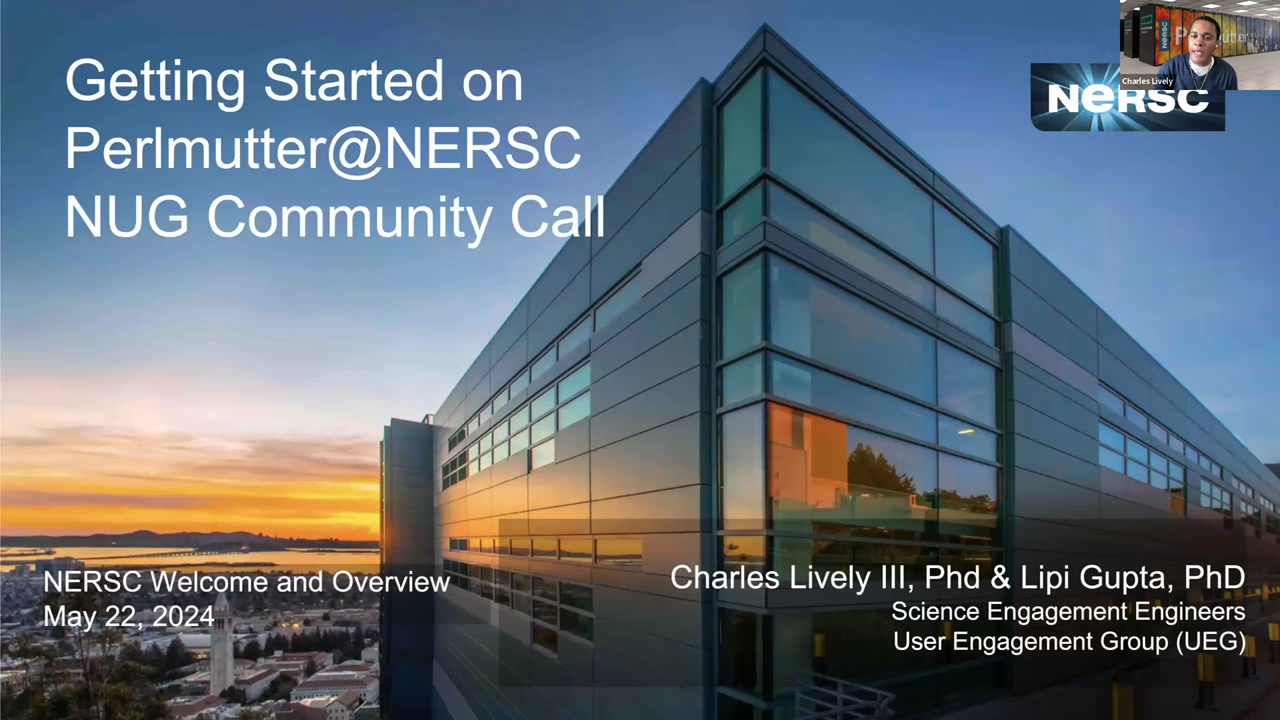 Getting Started on
Perlmutter@NERSC
NUG Community Call
Charles Lively
NERSC
NERSC Welcome and Overview
May 22, 2024
Charles Lively III, Phd & Lipi Gupta, PhD
Science Engagement Engineers
User Engagement Group (UEG)